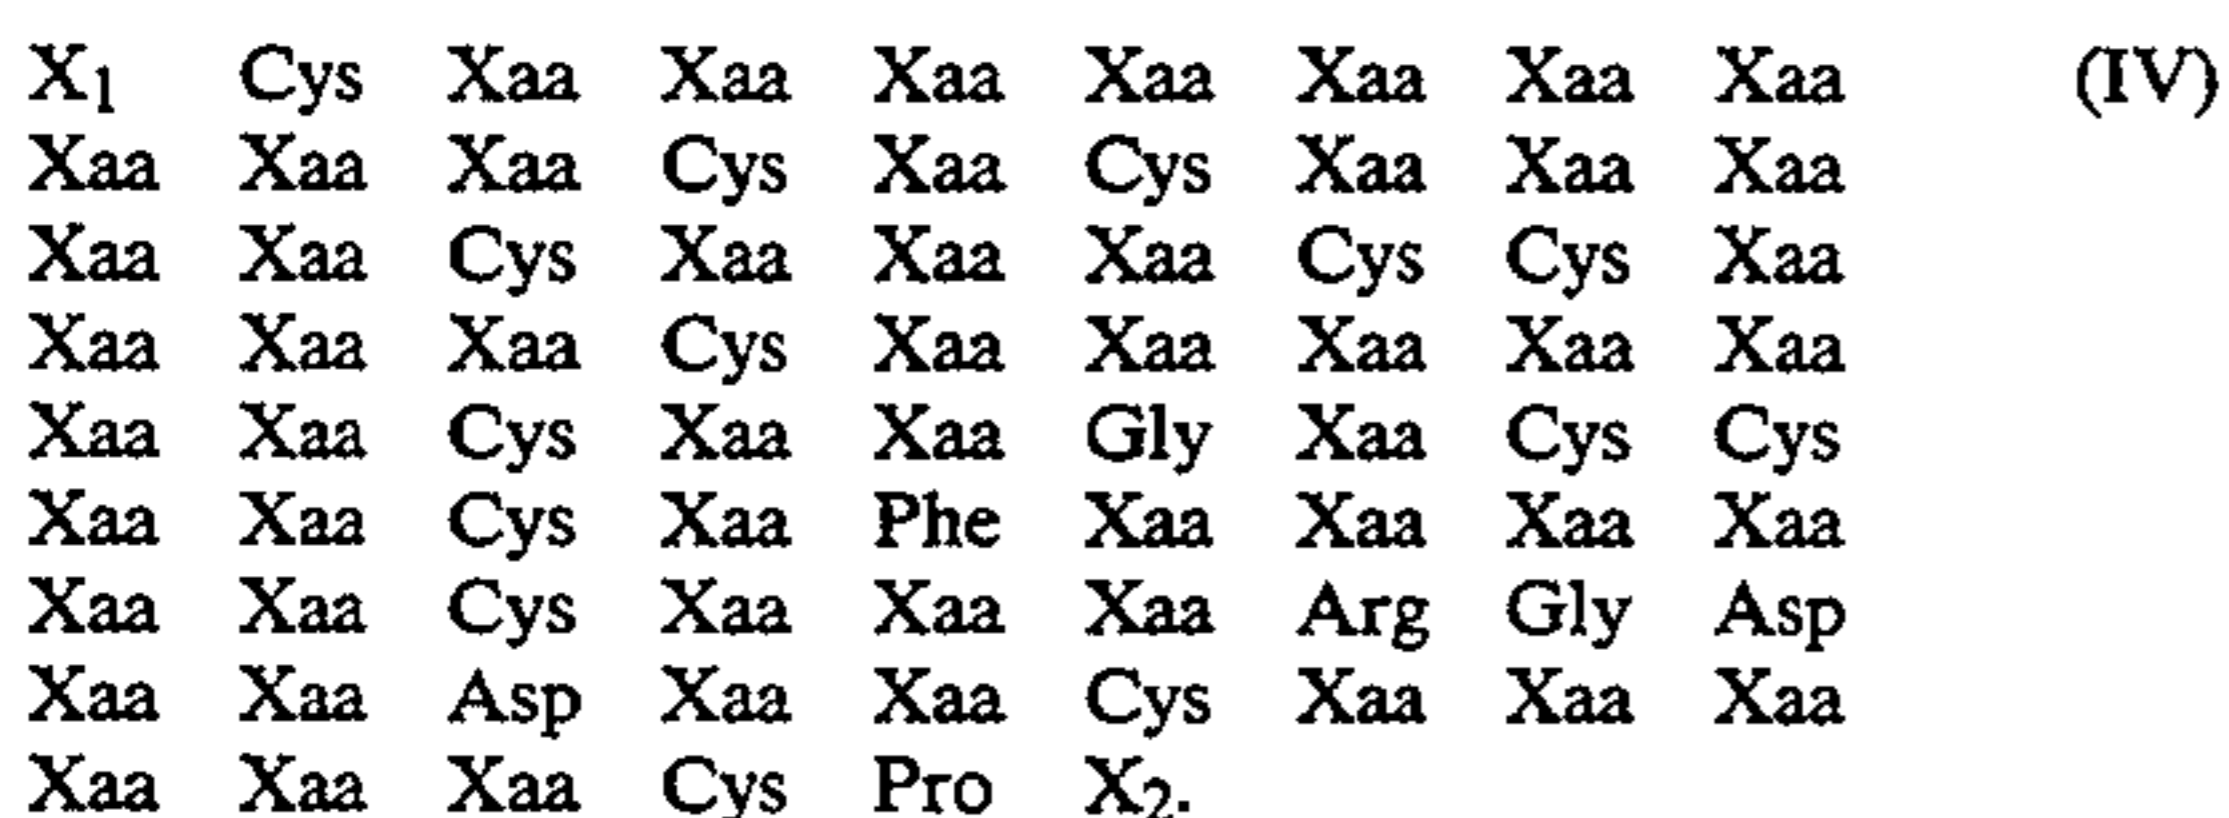 X₁ Cys Xaa Xaa Xaa Xaa Xaa Xaa Xaa (IV)
Xaa Xaa Xaa Cys Xaa Cys Xaa Xaa Xaa
Xaa Xaa Cys Xaa Xaa Xaa Cys Cys Xaa
Xaa Xaa Xaa Cys Xaa Xaa Xaa Xaa Xaa
Xaa Xaa Cys Xaa Xaa Gly Xaa Cys Cys
Xaa Xaa Cys Xaa Phe Xaa Xaa Xaa Xaa
Xaa Xaa Cys Xaa Xaa Xaa Arg Gly Asp
Xaa Xaa Asp Xaa Xaa Cys Xaa Xaa Xaa
Xaa Xaa Xaa Cys Pro X₂.